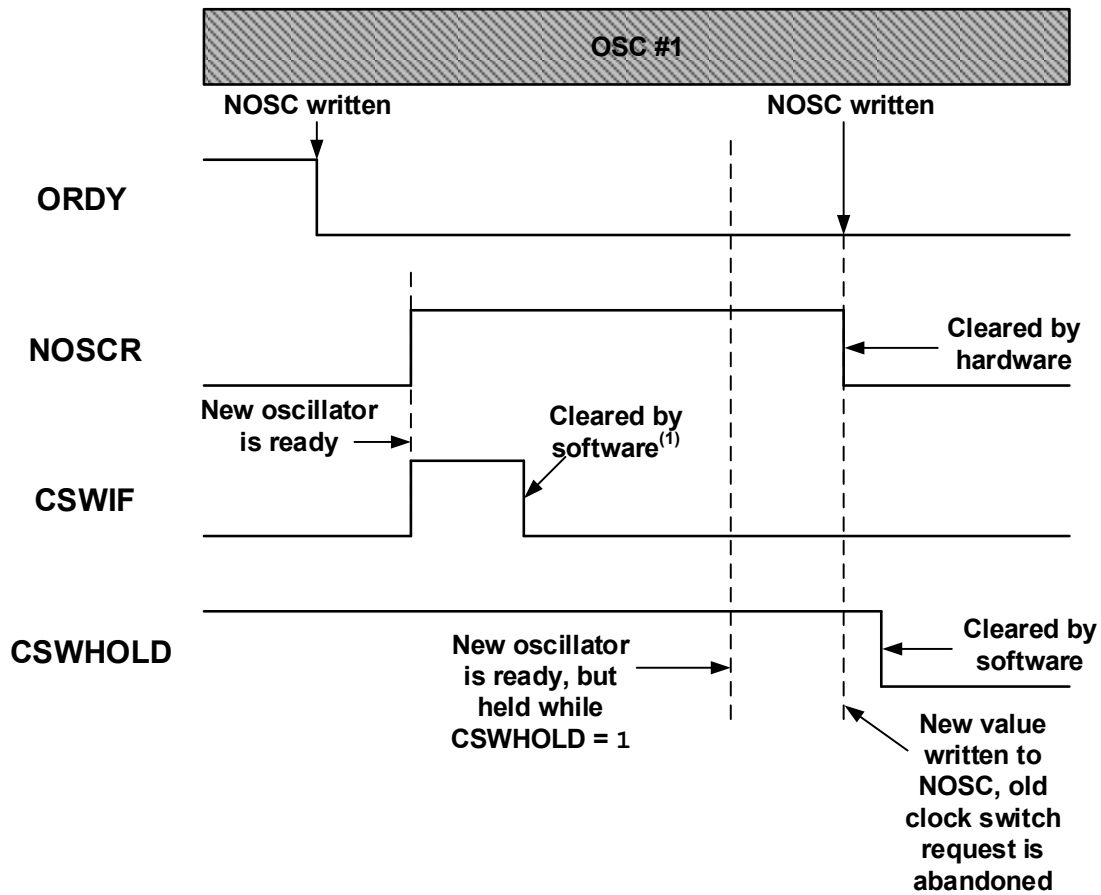 OSC #1
NOSC written
NOSC written
ORDY
NOSCR
Cleared by
hardware
New oscillator
is ready
Cleared by
software(1)
CSWIF
CSWHOLD
New oscillator
is ready, but
held while
CSWHOLD = 1
Cleared by
software
New value
written to
NOSC, old
clock switch
request is
abandoned